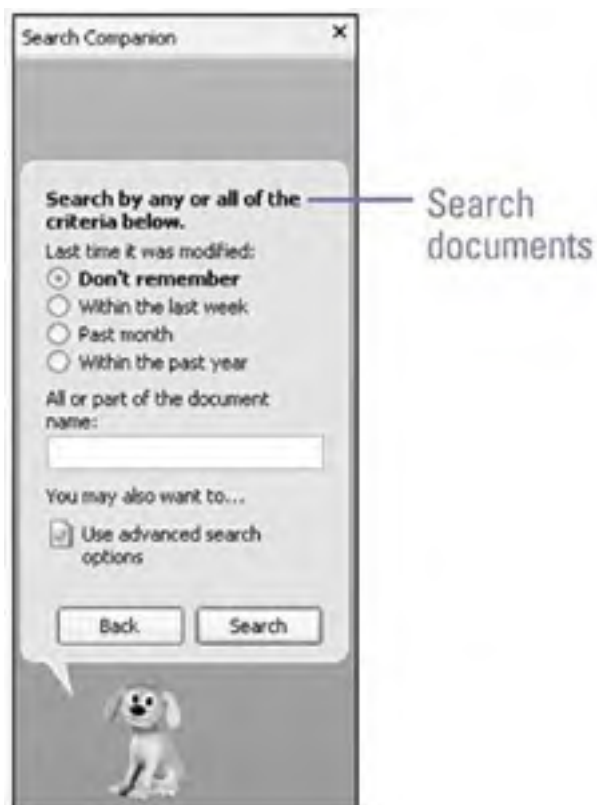 Search Companion
Search by any or all of the
criteria below.
Last time it was modified:
Don't remember
Within the last week
Past month
Within the past year
All or part of the document
name:
You may also want to...
Use advanced search
options
Back
Search
Search
documents